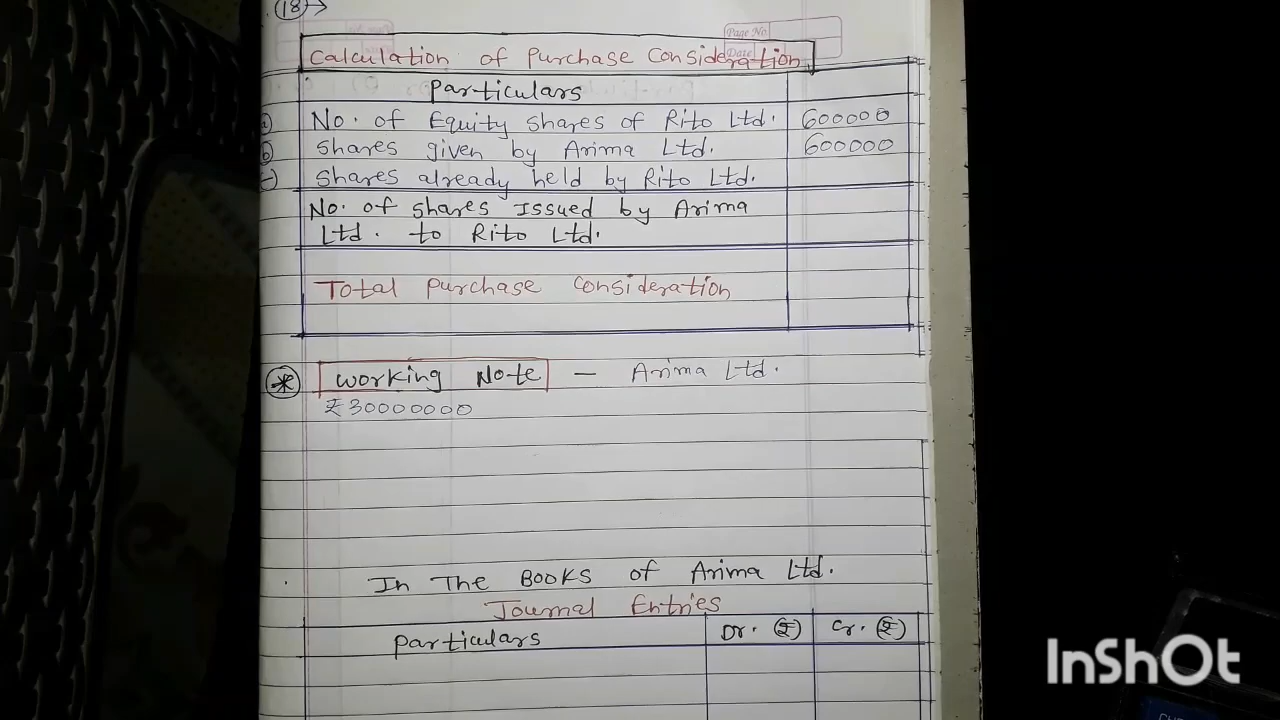 18 →
Page No.
Date
Calculation of Purchase Consideration
Particulars
a) No. of Equity shares of Rito Ltd. 600000
b) shares given by Arima Ltd. 600000
(-) shares already held by Rito Ltd.
No. of shares Issued by Arima
Ltd. to Rito Ltd.
Total Purchase Consideration
* Working Note — Arima Ltd.
₹30000000
In The Books of Arima Ltd.
Journal Entries
Particulars Dr. (₹) Cr. (₹)
InShOt